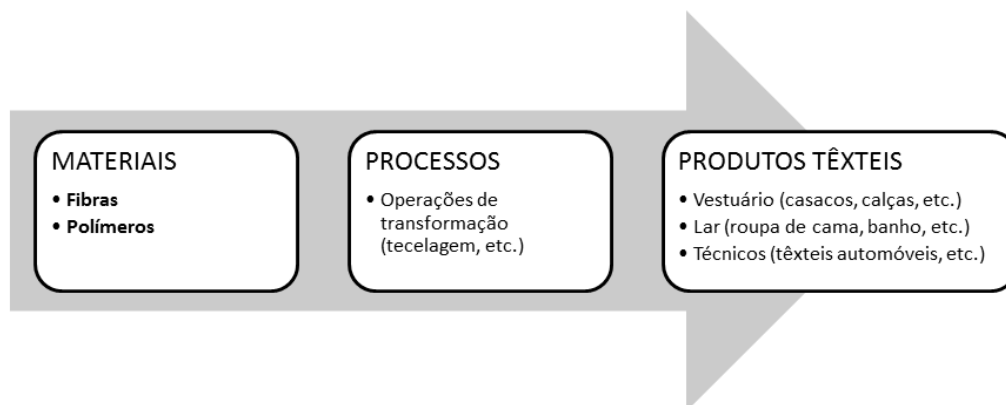 MATERIAIS
• Fibras
• Polímeros
PROCESSOS
• Operações de
transformação
(tecelagem, etc.)
PRODUTOS TÊXTEIS
• Vestuário (casacos, calças, etc.)
• Lar (roupa de cama, banho, etc.)
• Técnicos (têxteis automóveis, etc.)